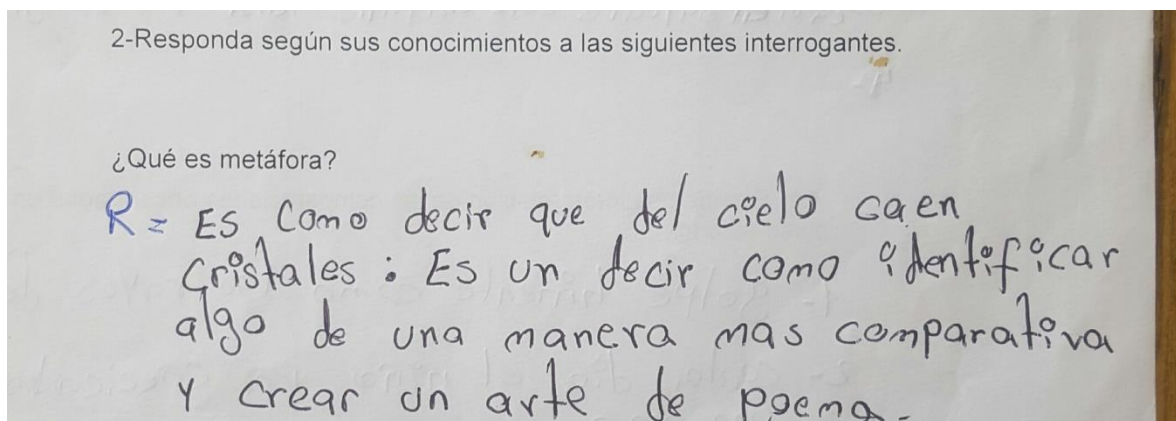 2-Responda según sus conocimientos a las siguientes interrogantes.
¿Qué es metáfora?
R= ES como decir que del cielo caen
cristales : Es un decir como identificar
algo de una manera mas comparativa
y crear un arte de poema.